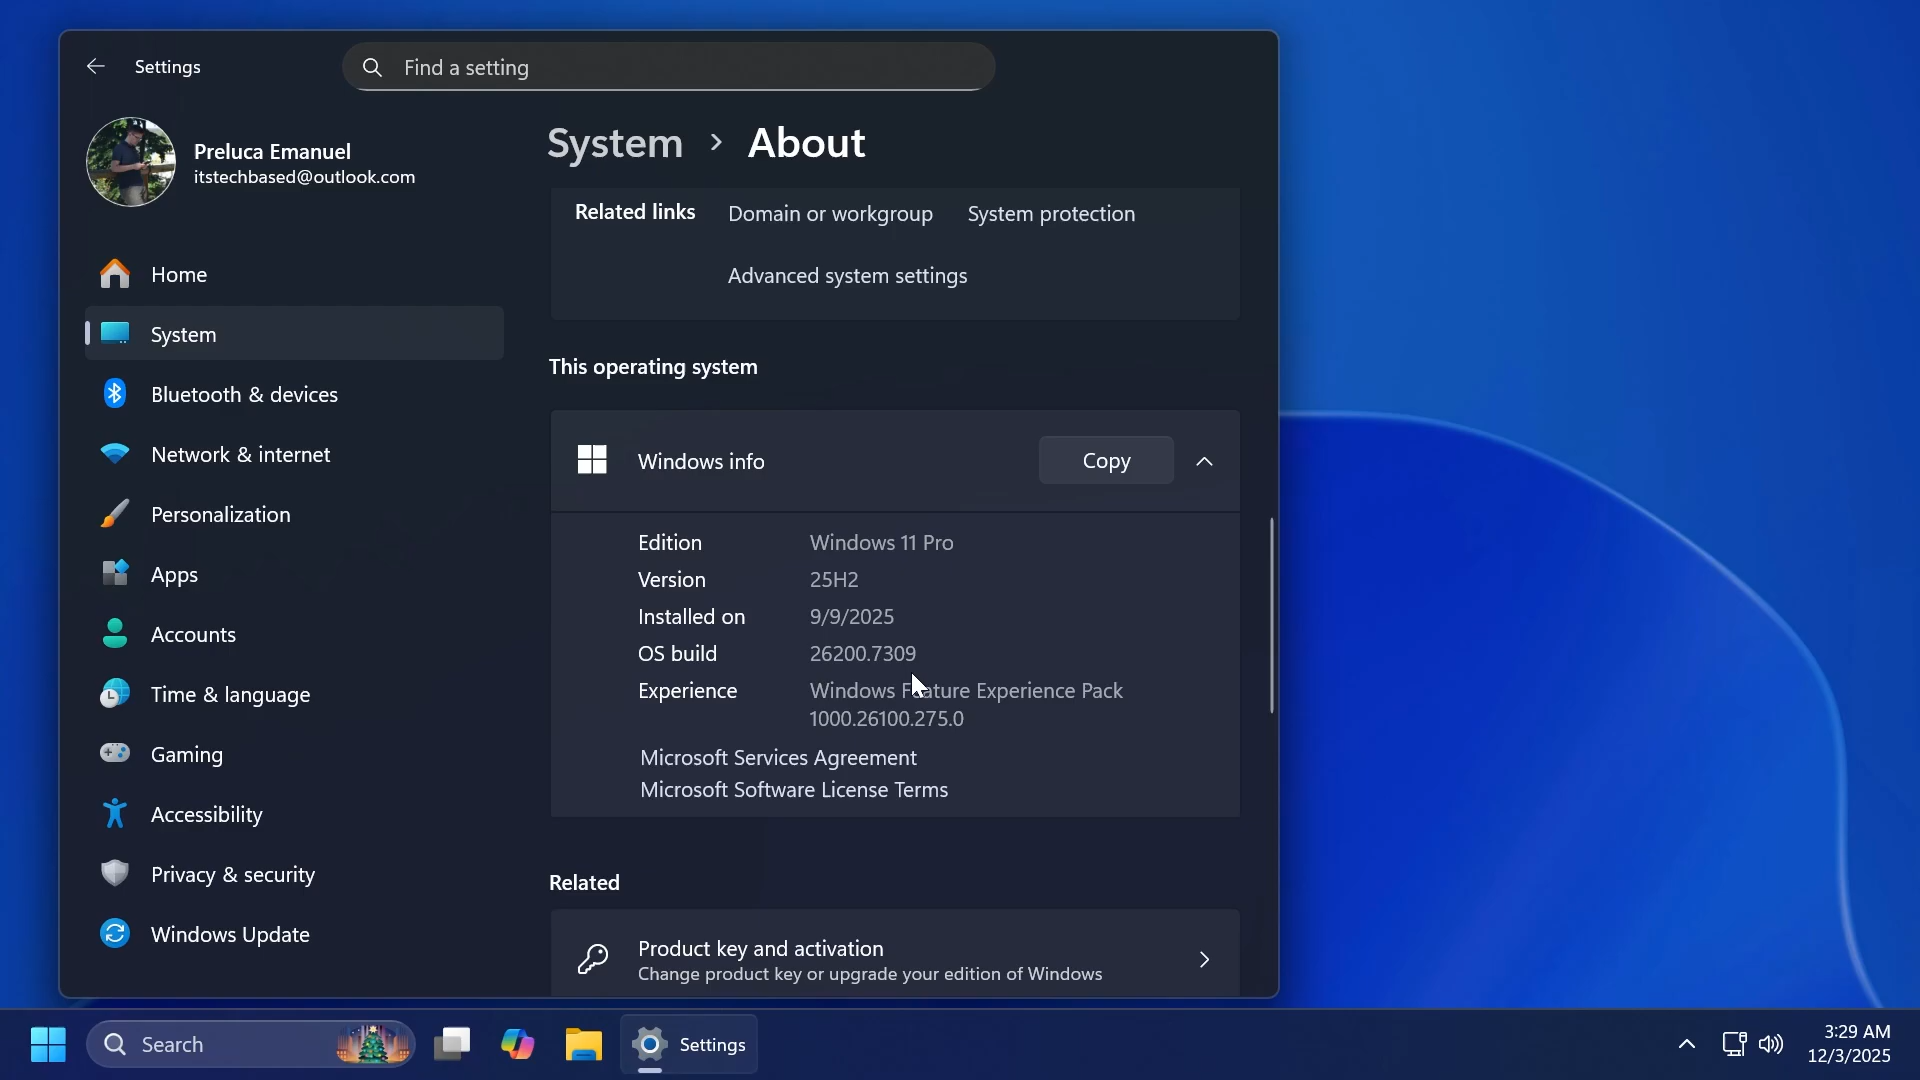 Settings
Find a setting
Preluca Emanuel
itstechbased@outlook.com
Home
System
Bluetooth & devices
Network & internet
Personalization
Apps
Accounts
Time & language
Gaming
Accessibility
Privacy & security
Windows Update
System > About
Related links Domain or workgroup System protection
Advanced system settings
This operating system
Windows info Copy
Edition Windows 11 Pro
Version 25H2
Installed on 9/9/2025
OS build 26200.7309
Experience Windows Feature Experience Pack
1000.26100.275.0
Microsoft Services Agreement
Microsoft Software License Terms
Related
Product key and activation
Change product key or upgrade your edition of Windows
Search
Settings
3:29 AM
12/3/2025